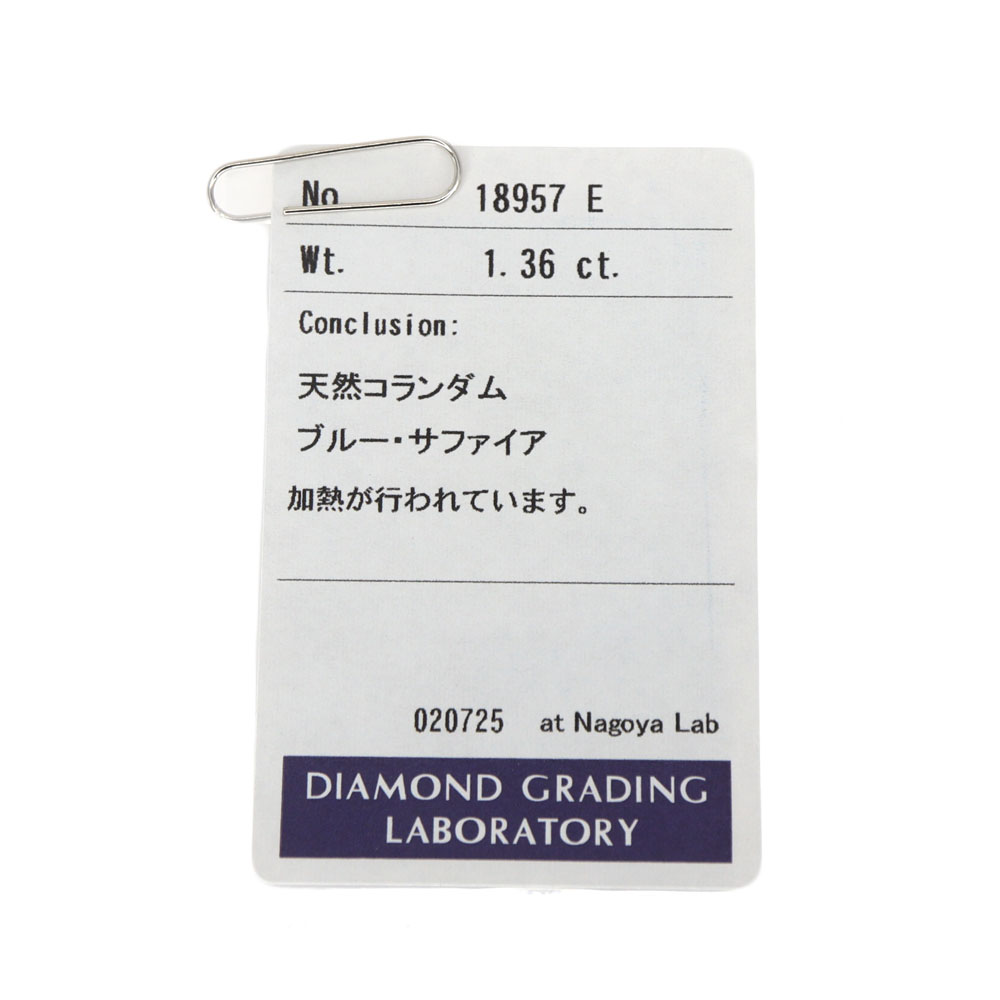 No 18957 E
Wt. 1.36 ct.
Conclusion:
天然コランダム
ブルー・サファイア
加熱が行われています。
020725 at Nagoya Lab
DIAMOND GRADING
LABORATORY